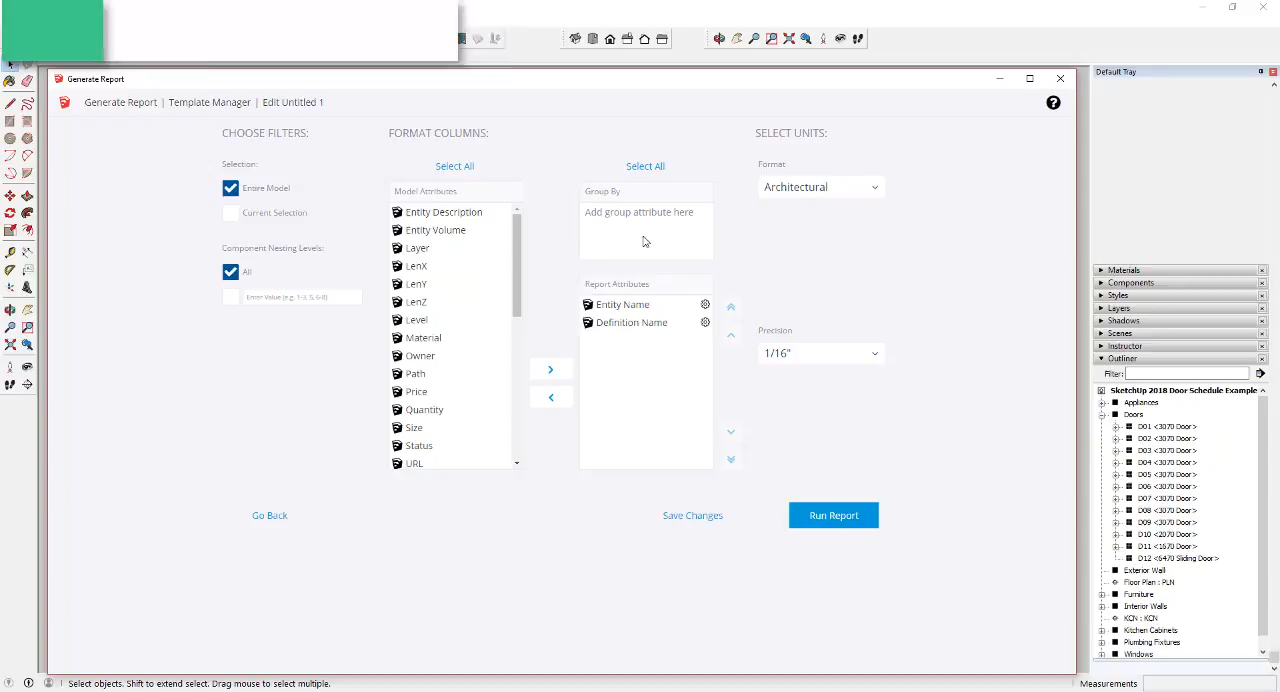 Generate Report
Default Tray
Generate Report | Template Manager | Edit Untitled 1
CHOOSE FILTERS:
Selection:
Entire Model
Current Selection
Component Nesting Levels:
All
Enter Value (e.g. 1-3, 5, 6-8)
FORMAT COLUMNS:
Select All
Model Attributes
Entity Description
Entity Volume
Layer
LenX
LenY
LenZ
Level
Material
Owner
Path
Price
Quantity
Size
Status
URL
Select All
Group By
Add group attribute here
Report Attributes
Entity Name
Definition Name
SELECT UNITS:
Format
Architectural
Precision
1/16"
Go Back
Save Changes
Run Report
Materials
Components
Styles
Layers
Shadows
Scenes
Instructor
Outliner
Filter:
SketchUp 2018 Door Schedule Example
Appliances
Doors
D01 <3070 Door>
D02 <3070 Door>
D03 <3070 Door>
D04 <3070 Door>
D05 <3070 Door>
D06 <3070 Door>
D07 <3070 Door>
D08 <3070 Door>
D09 <3070 Door>
D10 <2070 Door>
D11 <1670 Door>
D12 <6470 Sliding Door>
Exterior Wall
Floor Plan : PLN
Furniture
Interior Walls
KCN : KCN
Kitchen Cabinets
Plumbing Fixtures
Windows
Select objects. Shift to extend select. Drag mouse to select multiple.
Measurements